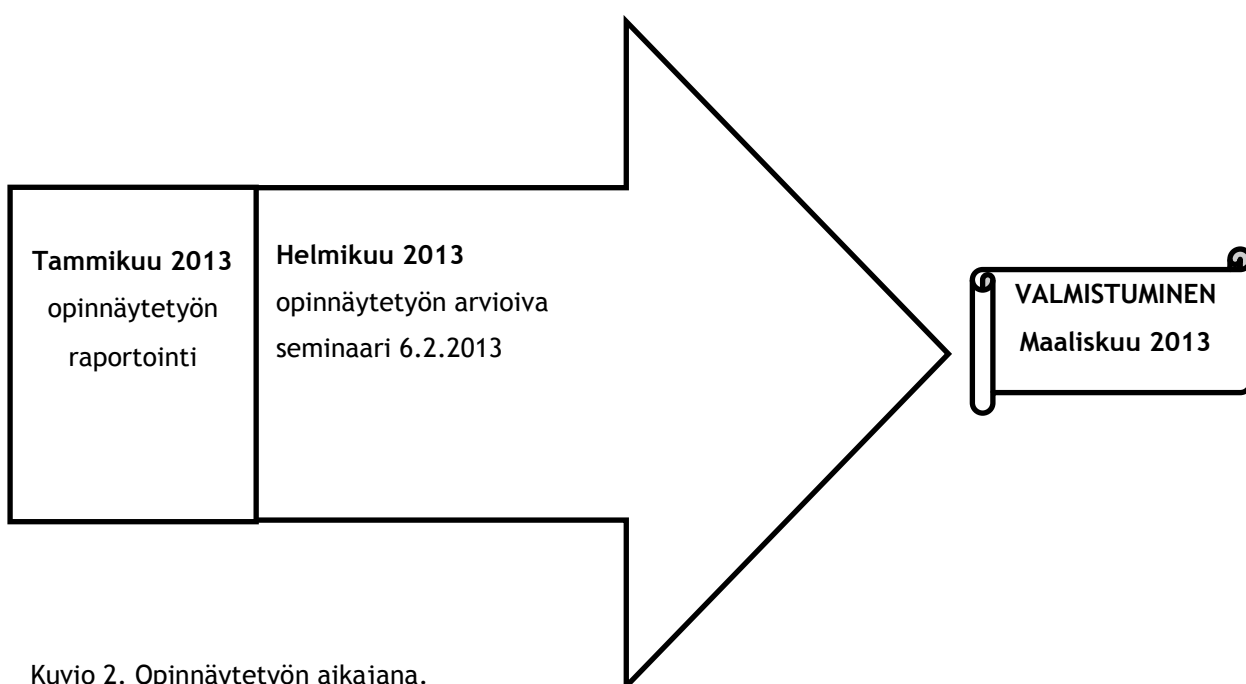 Tammikuu 2013
opinnäytetyön
raportointi
Helmikuu 2013
opinnäytetyön arvioiva
seminaari 6.2.2013
VALMISTUMINEN
Maaliskuu 2013
Kuvio 2. Opinnäytetyön aikajana.